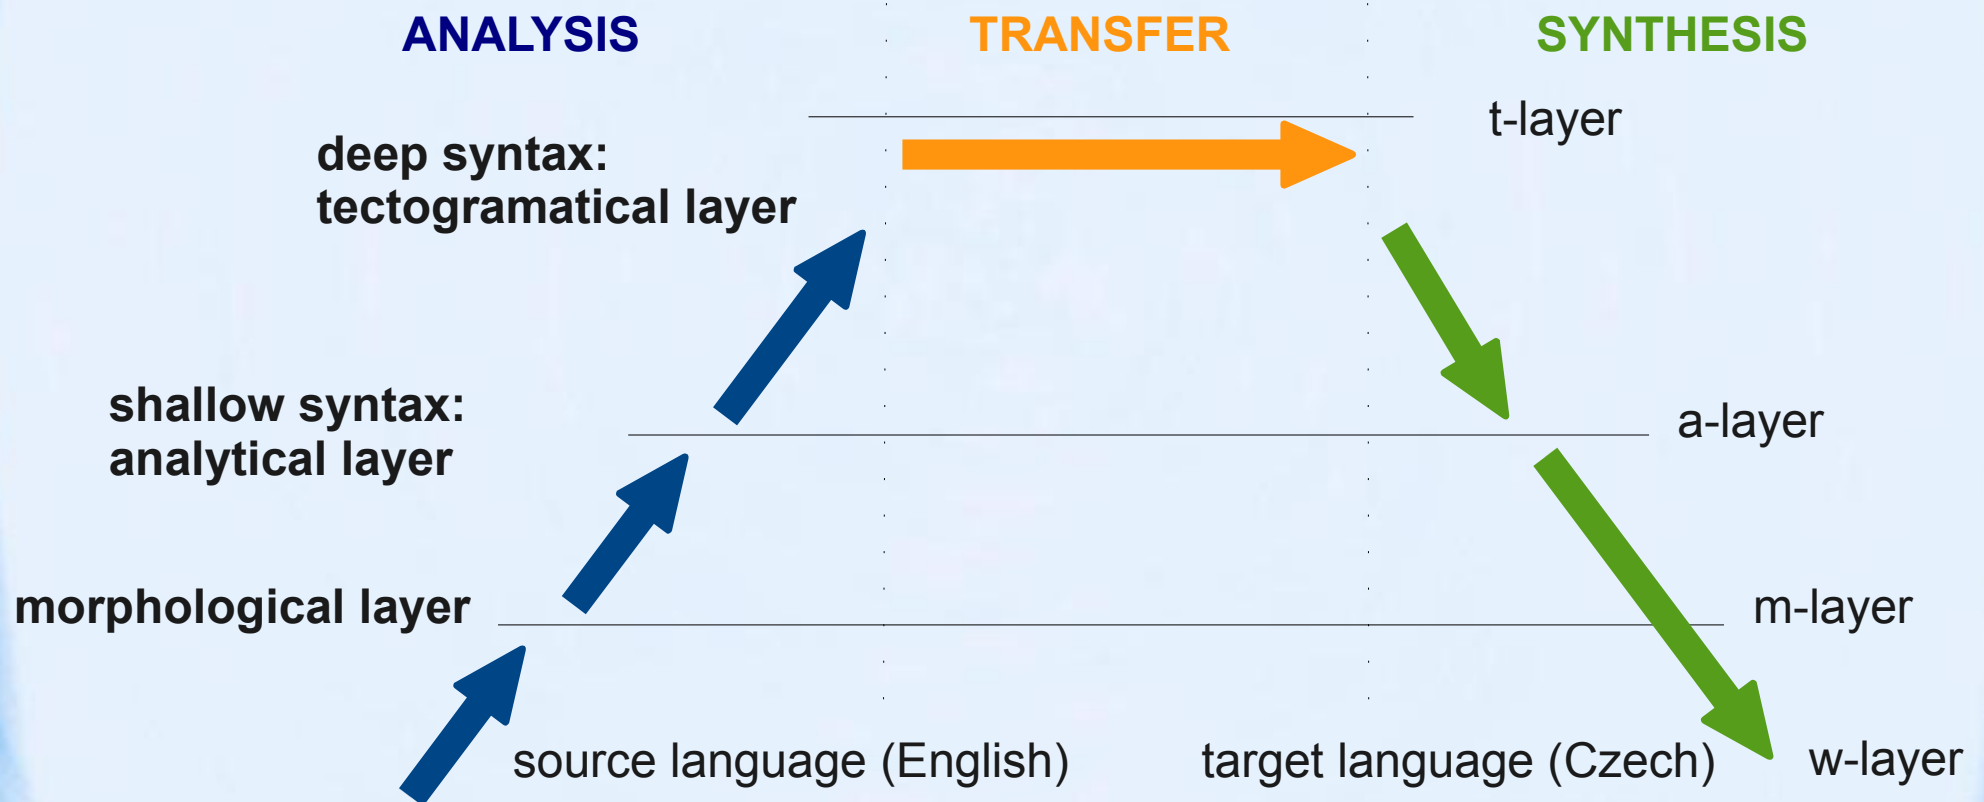 ANALYSIS
TRANSFER
SYNTHESIS
t-layer
deep syntax:
tectogramatical layer
shallow syntax:
analytical layer
a-layer
morphological layer
m-layer
source language (English)
target language (Czech)
w-layer